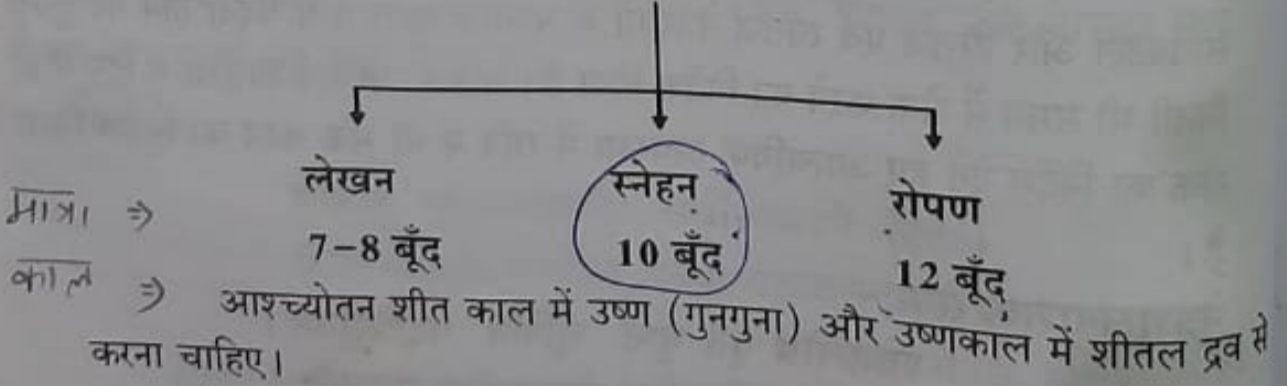 लेखन स्नेहन रोपण
मात्रा ⇒ 7-8 बूँद 10 बूँद 12 बूँद
काल ⇒ आश्च्योतन शीत काल में उष्ण (गुनगुना) और उष्णकाल में शीतल द्रव से
करना चाहिए।